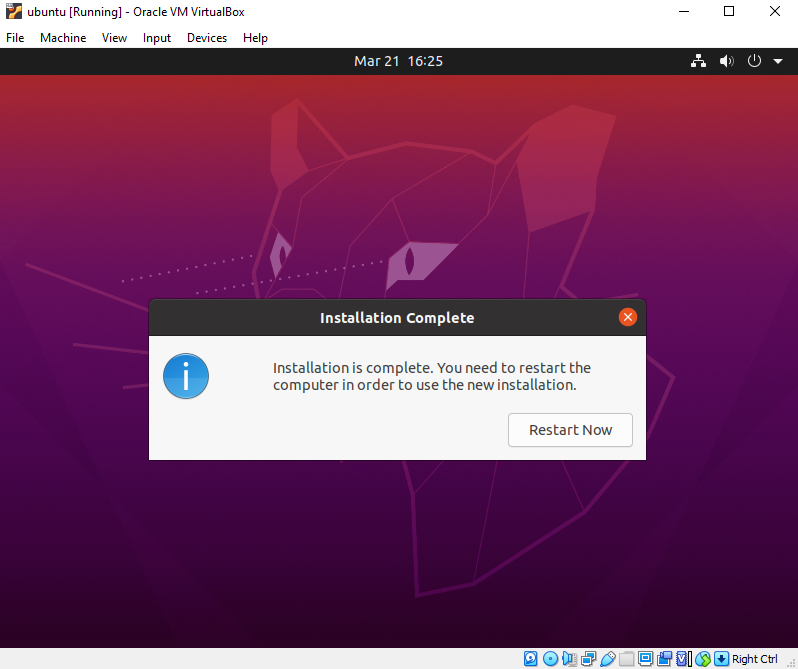 ubuntu [Running] - Oracle VM VirtualBox
File Machine View Input Devices Help
Mar 21 16:25
Installation Complete
Installation is complete. You need to restart the
computer in order to use the new installation.
Restart Now
Right Ctrl